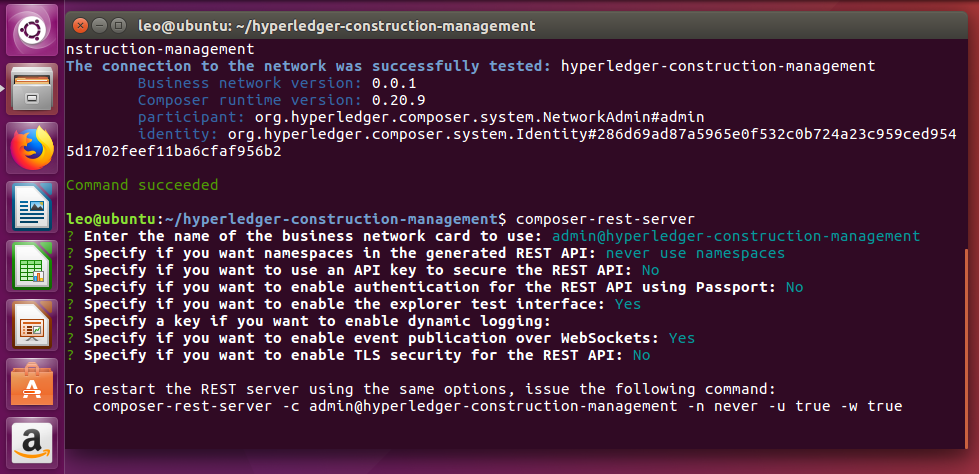 leo@ubuntu: ~/hyperledger-construction-management
nstruction-management
The connection to the network was successfully tested: hyperledger-construction-management
Business network version: 0.0.1
Composer runtime version: 0.20.9
participant: org.hyperledger.composer.system.NetworkAdmin#admin
identity: org.hyperledger.composer.system.Identity#286d69ad87a5965e0f532c0b724a23c959ced954
5d1702feef11ba6cfaf956b2
Command succeeded
leo@ubuntu:~/hyperledger-construction-management$ composer-rest-server
? Enter the name of the business network card to use: admin@hyperledger-construction-management
? Specify if you want namespaces in the generated REST API: never use namespaces
? Specify if you want to use an API key to secure the REST API: No
? Specify if you want to enable authentication for the REST API using Passport: No
? Specify if you want to enable the explorer test interface: Yes
? Specify a key if you want to enable dynamic logging:
? Specify if you want to enable event publication over WebSockets: Yes
? Specify if you want to enable TLS security for the REST API: No
To restart the REST server using the same options, issue the following command:
composer-rest-server -c admin@hyperledger-construction-management -n never -u true -w true